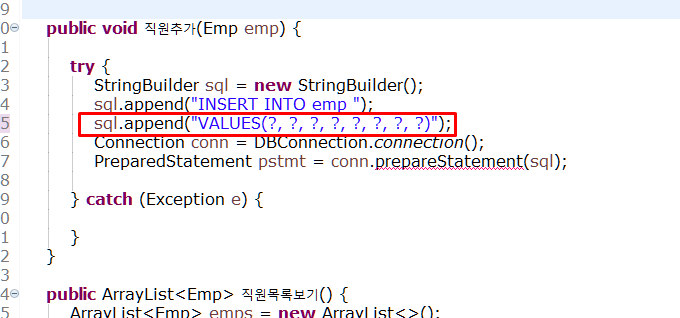 9
0 public void 직원추가(Emp emp) {
1
2 try {
3 StringBuilder sql = new StringBuilder();
4 sql.append("INSERT INTO emp ");
5 sql.append("VALUES(?, ?, ?, ?, ?, ?, ?, ?)");
6 Connection conn = DBConnection.connection();
7 PreparedStatement pstmt = conn.prepareStatement(sql);
8
9 } catch (Exception e) {
0
1 }
2 }
3
4 public ArrayList<Emp> 직원목록보기() {
5 ArrayList<Emp> emps = new ArrayList<>();